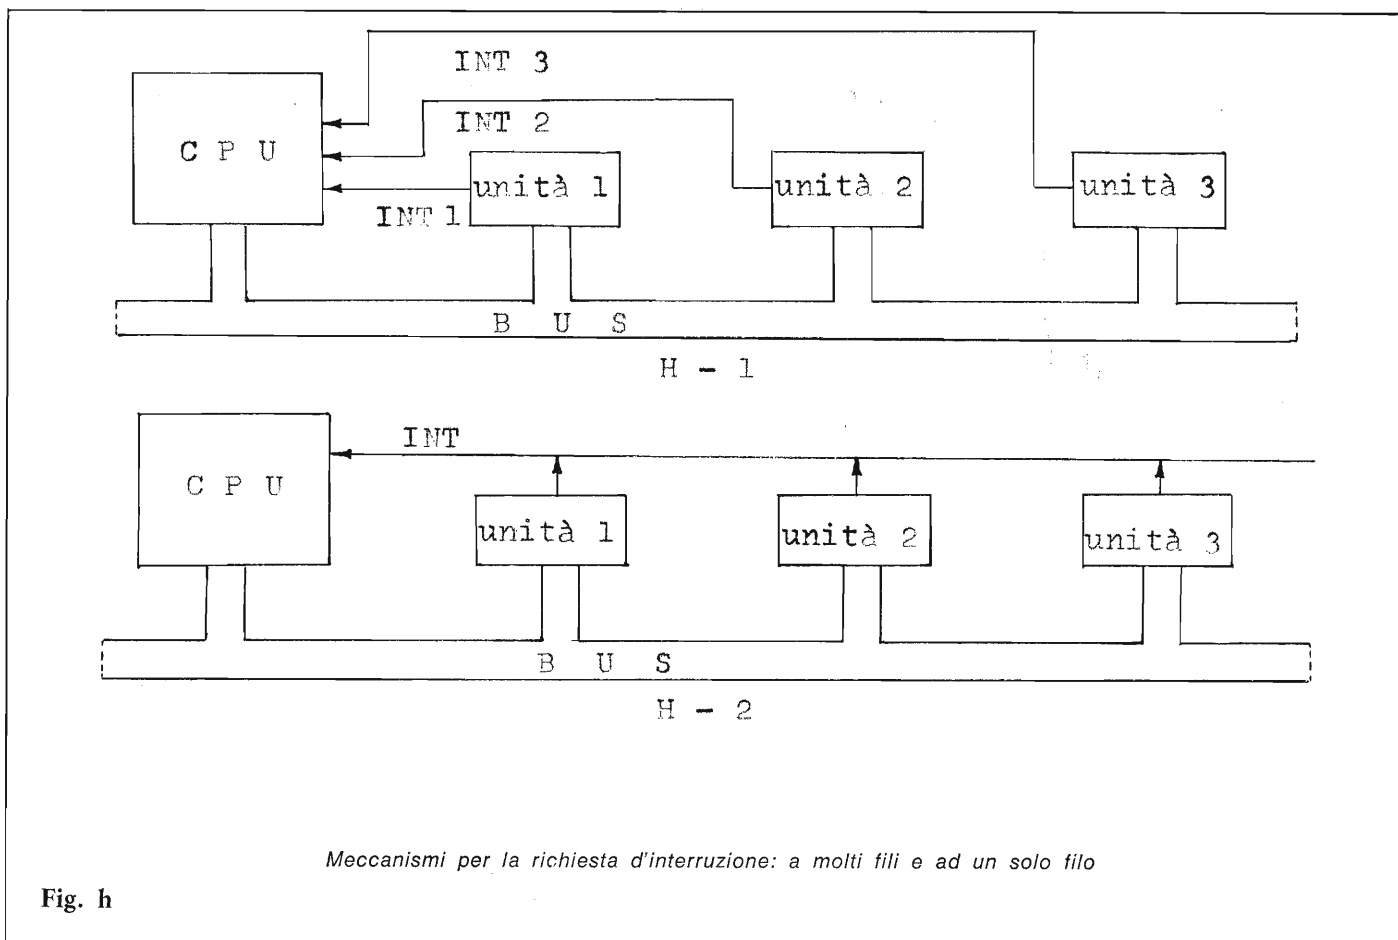 INT 3
INT 2
C P U
unità 1
unità 2
unità 3
INT 1
B U S
H - 1
INT
C P U
unità 1
unità 2
unità 3
B U S
H - 2
Meccanismi per la richiesta d'interruzione: a molti fili e ad un solo filo
Fig. h